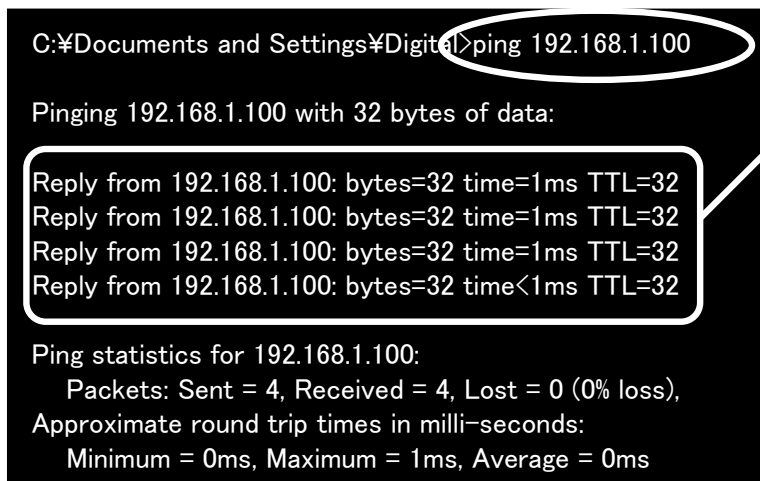 C:¥Documents and Settings¥Digital>ping 192.168.1.100
Pinging 192.168.1.100 with 32 bytes of data:
Reply from 192.168.1.100: bytes=32 time=1ms TTL=32
Reply from 192.168.1.100: bytes=32 time=1ms TTL=32
Reply from 192.168.1.100: bytes=32 time=1ms TTL=32
Reply from 192.168.1.100: bytes=32 time<1ms TTL=32
Ping statistics for 192.168.1.100:
Packets: Sent = 4, Received = 4, Lost = 0 (0% loss),
Approximate round trip times in milli-seconds:
Minimum = 0ms, Maximum = 1ms, Average = 0ms